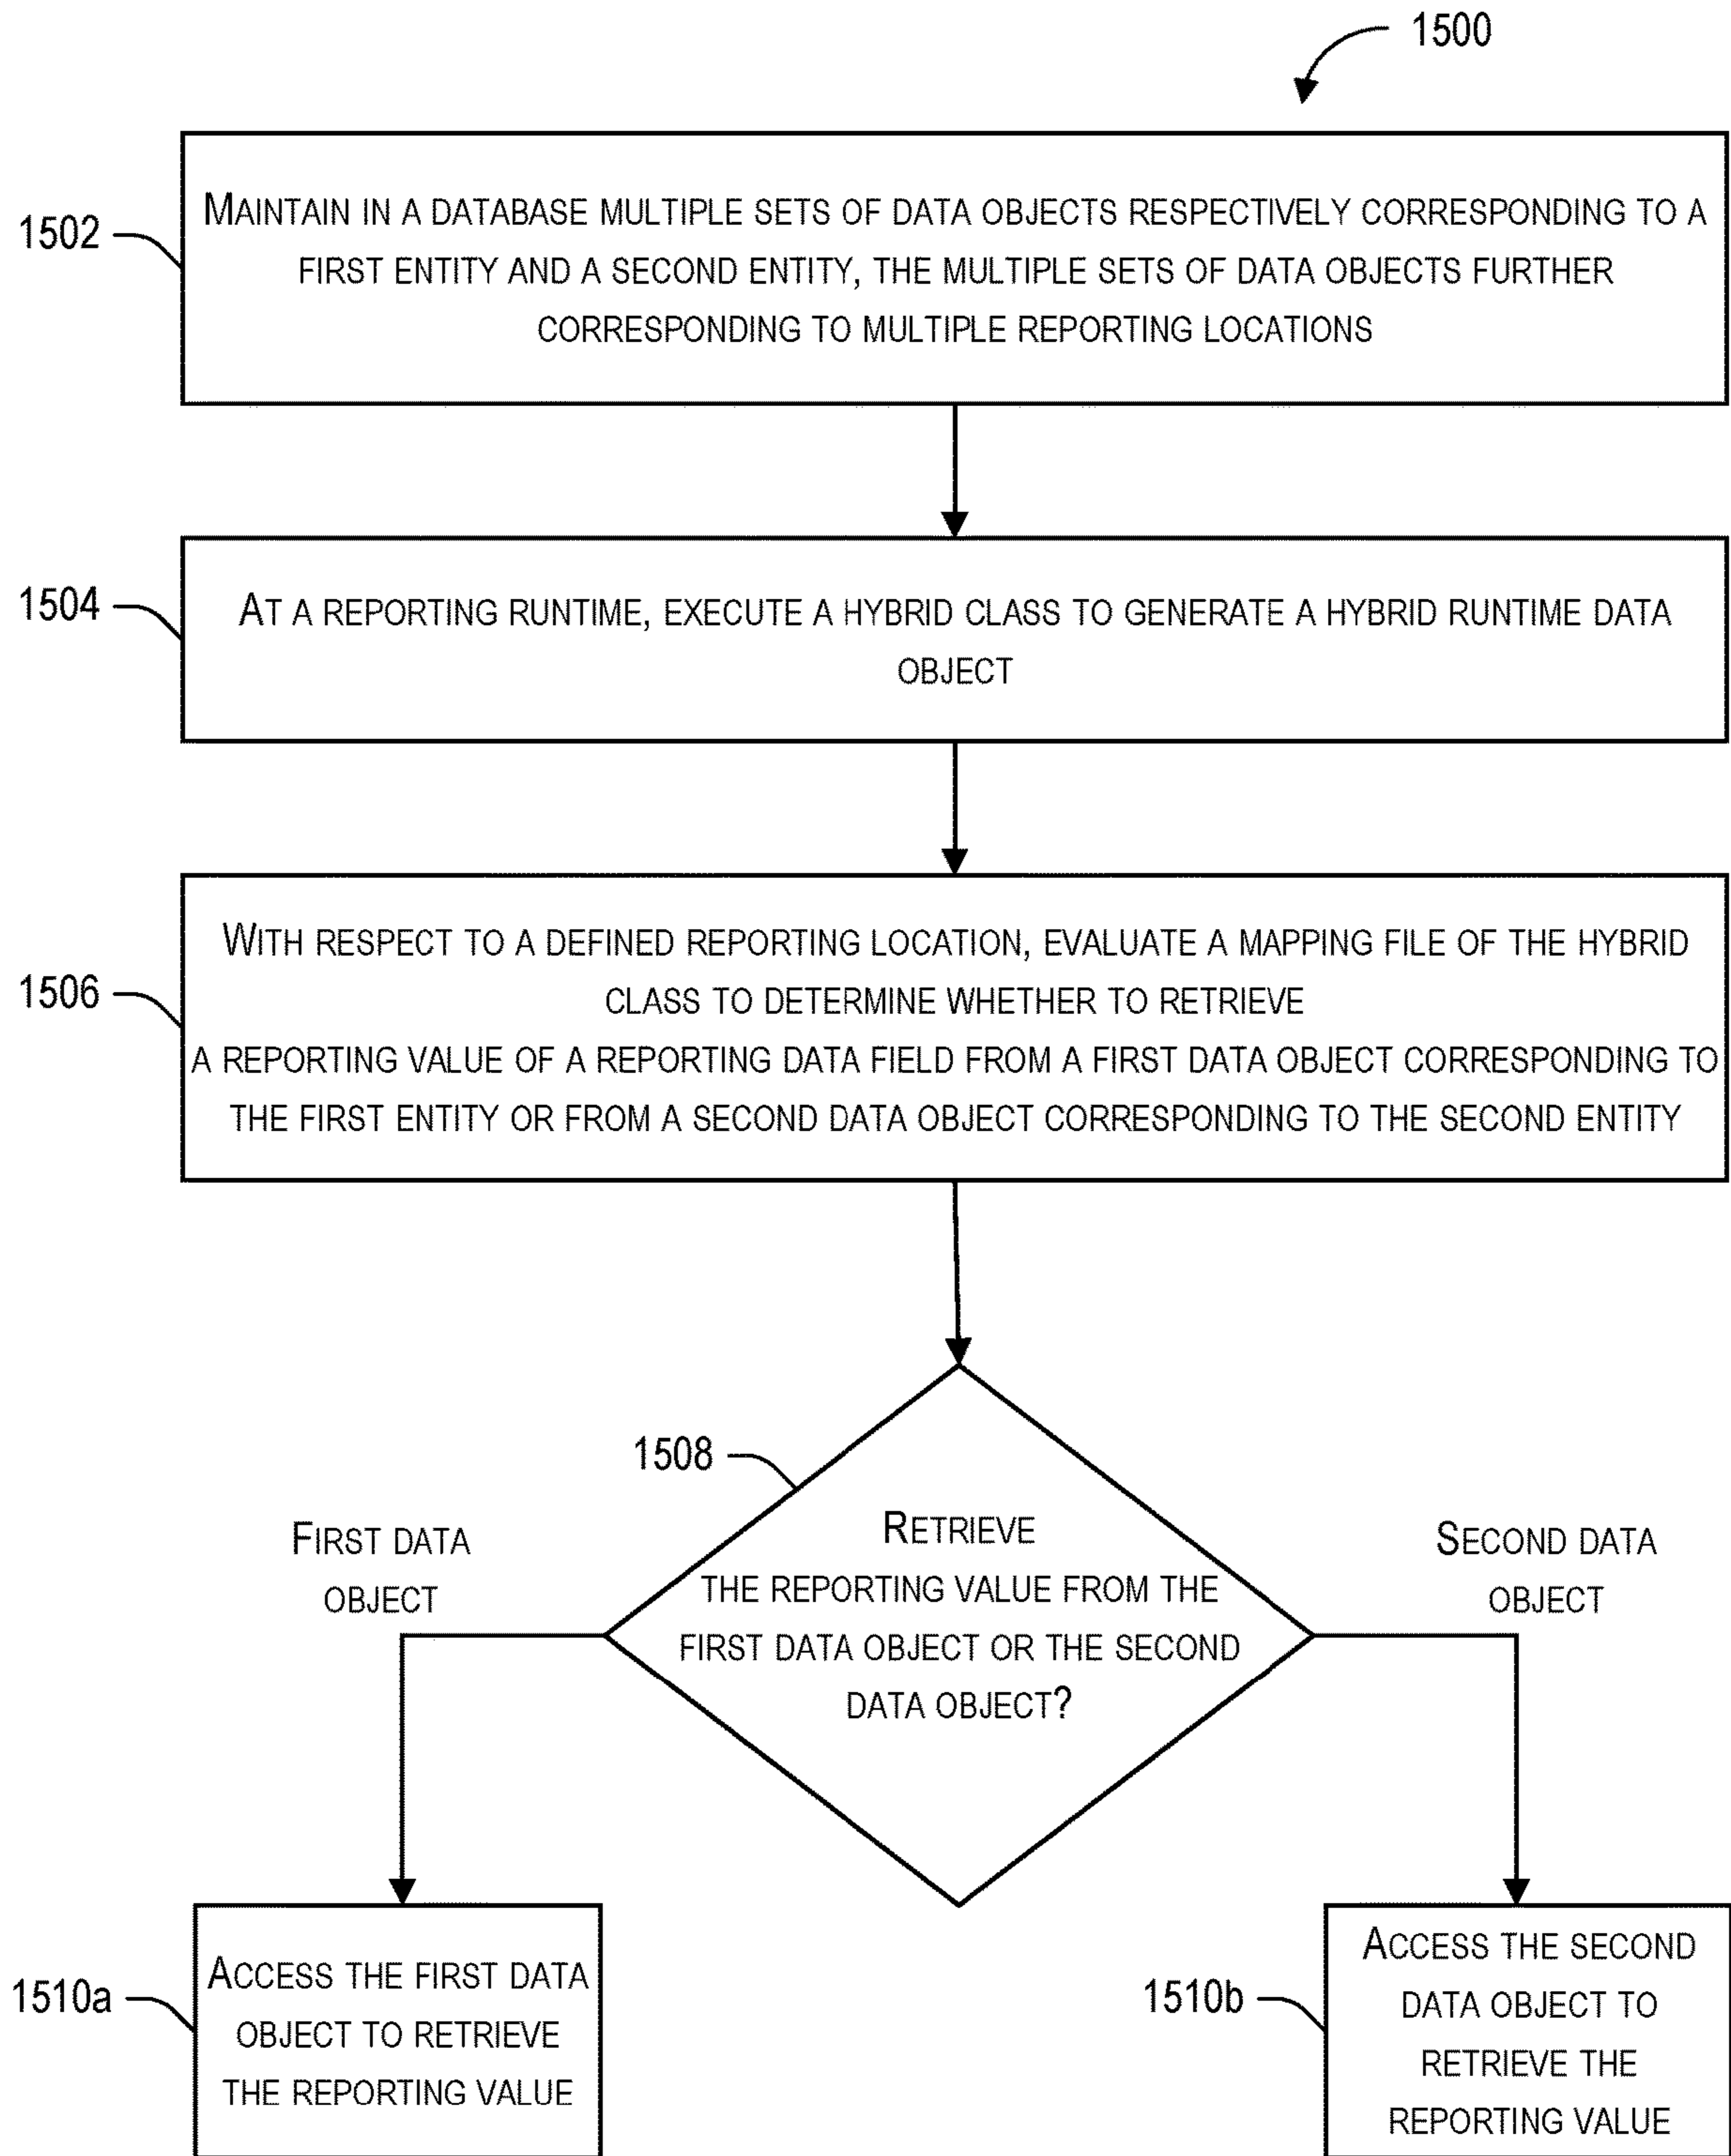 1500
1502
MAINTAIN IN A DATABASE MULTIPLE SETS OF DATA OBJECTS RESPECTIVELY CORRESPONDING TO A
FIRST ENTITY AND A SECOND ENTITY, THE MULTIPLE SETS OF DATA OBJECTS FURTHER
CORRESPONDING TO MULTIPLE REPORTING LOCATIONS
1504
AT A REPORTING RUNTIME, EXECUTE A HYBRID CLASS TO GENERATE A HYBRID RUNTIME DATA
OBJECT
1506
WITH RESPECT TO A DEFINED REPORTING LOCATION, EVALUATE A MAPPING FILE OF THE HYBRID
CLASS TO DETERMINE WHETHER TO RETRIEVE
A REPORTING VALUE OF A REPORTING DATA FIELD FROM A FIRST DATA OBJECT CORRESPONDING TO
THE FIRST ENTITY OR FROM A SECOND DATA OBJECT CORRESPONDING TO THE SECOND ENTITY
1508
RETRIEVE
THE REPORTING VALUE FROM THE
FIRST DATA OBJECT OR THE SECOND
DATA OBJECT?
FIRST DATA
OBJECT
SECOND DATA
OBJECT
1510a
ACCESS THE FIRST DATA
OBJECT TO RETRIEVE
THE REPORTING VALUE
1510b
ACCESS THE SECOND
DATA OBJECT TO
RETRIEVE THE
REPORTING VALUE